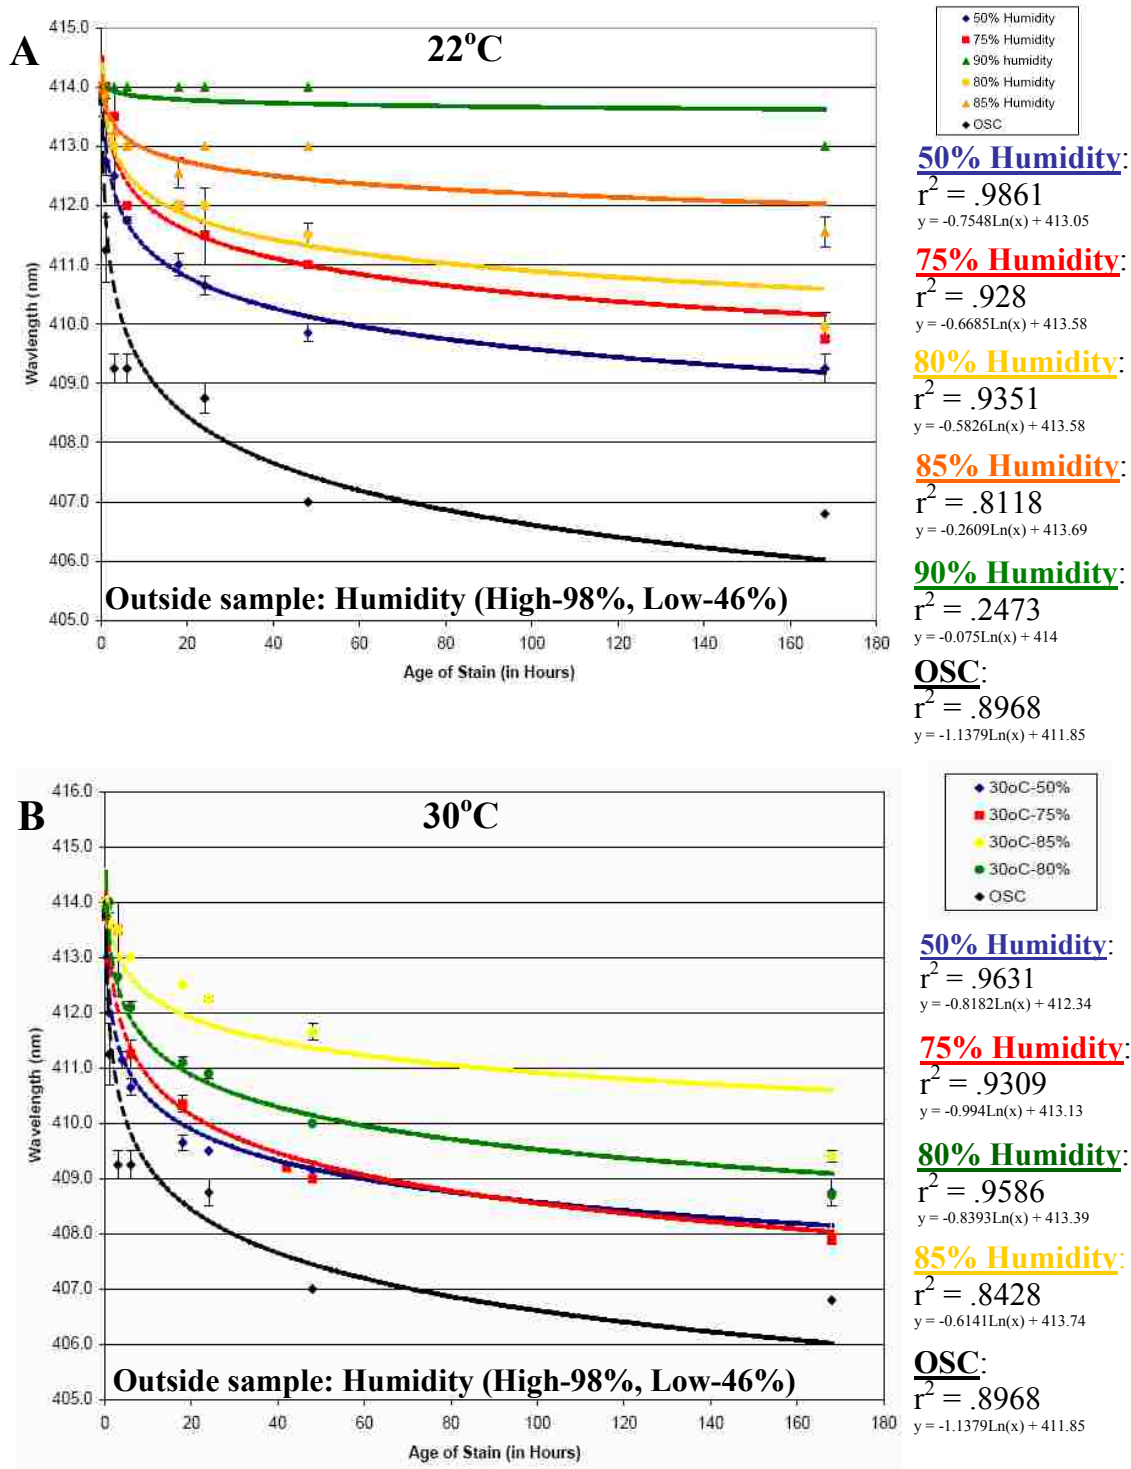 A
22°C
415.0
414.0
413.0
412.0
411.0
410.0
409.0
408.0
407.0
406.0
405.0
Wavlength (nm)
Outside sample: Humidity (High-98%, Low-46%)
0 20 40 60 80 100 120 140 160 180
Age of Stain (in Hours)
50% Humidity
75% Humidity
90% humidity
80% Humidity
85% Humidity
OSC
50% Humidity:
r² = .9861
y = -0.7548Ln(x) + 413.05
75% Humidity:
r² = .928
y = -0.6685Ln(x) + 413.58
80% Humidity:
r² = .9351
y = -0.5826Ln(x) + 413.58
85% Humidity:
r² = .8118
y = -0.2609Ln(x) + 413.69
90% Humidity:
r² = .2473
y = -0.075Ln(x) + 414
OSC:
r² = .8968
y = -1.1379Ln(x) + 411.85
B
30°C
416.0
415.0
414.0
413.0
412.0
411.0
410.0
409.0
408.0
407.0
406.0
405.0
Wavelength (nm)
Outside sample: Humidity (High-98%, Low-46%)
0 20 40 60 80 100 120 140 160 180
Age of Stain (in Hours)
30oC-50%
30oC-75%
30oC-85%
30oC-80%
OSC
50% Humidity:
r² = .9631
y = -0.8182Ln(x) + 412.34
75% Humidity:
r² = .9309
y = -0.994Ln(x) + 413.13
80% Humidity:
r² = .9586
y = -0.8393Ln(x) + 413.39
85% Humidity:
r² = .8428
y = -0.6141Ln(x) + 413.74
OSC:
r² = .8968
y = -1.1379Ln(x) + 411.85